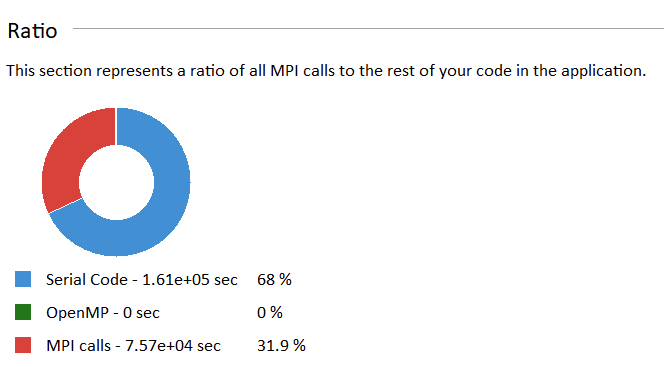 Ratio
This section represents a ratio of all MPI calls to the rest of your code in the application.
Serial Code - 1.61e+05 sec 68 %
OpenMP - 0 sec 0 %
MPI calls - 7.57e+04 sec 31.9 %